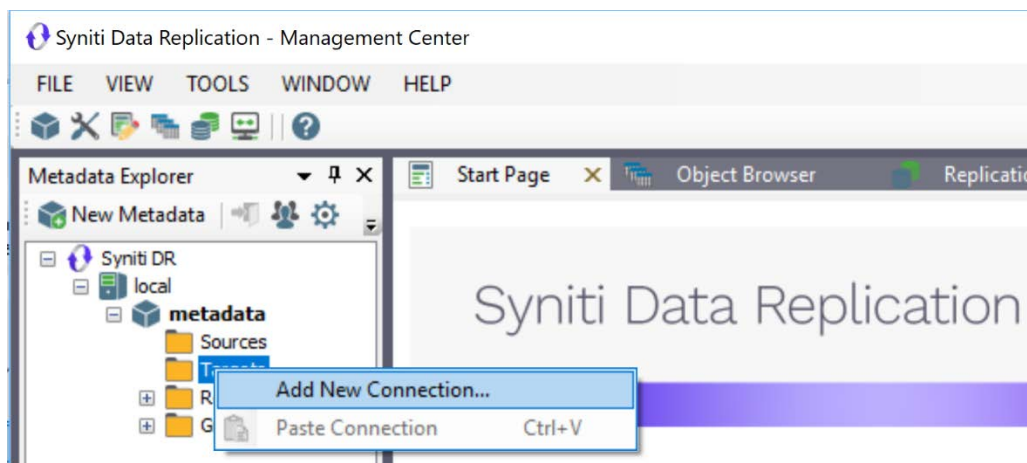 Syniti Data Replication - Management Center
FILE VIEW TOOLS WINDOW HELP
Metadata Explorer
Start Page
Object Browser
Replicatio
New Metadata
Syniti DR
local
metadata
Sources
Targets
R
G
Add New Connection...
Paste Connection Ctrl+V
Syniti Data Replication